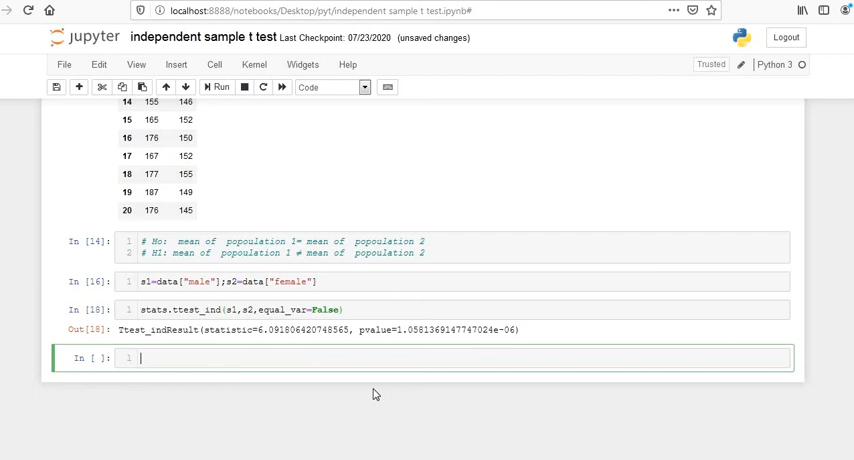 localhost:8888/notebooks/Desktop/pyt/independent sample t test.ipynb#
jupyter independent sample t test Last Checkpoint: 07/23/2020 (unsaved changes)
Logout
File Edit View Insert Cell Kernel Widgets Help
Trusted Python 3
Run Code
14 155 146
15 165 152
16 176 150
17 167 152
18 177 155
19 187 149
20 176 145
In [14]: 1 # Ho: mean of popoulation 1= mean of popoulation 2
2 # H1: mean of popoulation 1 ≠ mean of popoulation 2
In [16]: 1 s1=data["male"];s2=data["female"]
In [18]: 1 stats.ttest_ind(s1,s2,equal_var=False)
Out[18]: Ttest_indResult(statistic=6.091806420748565, pvalue=1.0581369147747024e-06)
In [ ]: 1